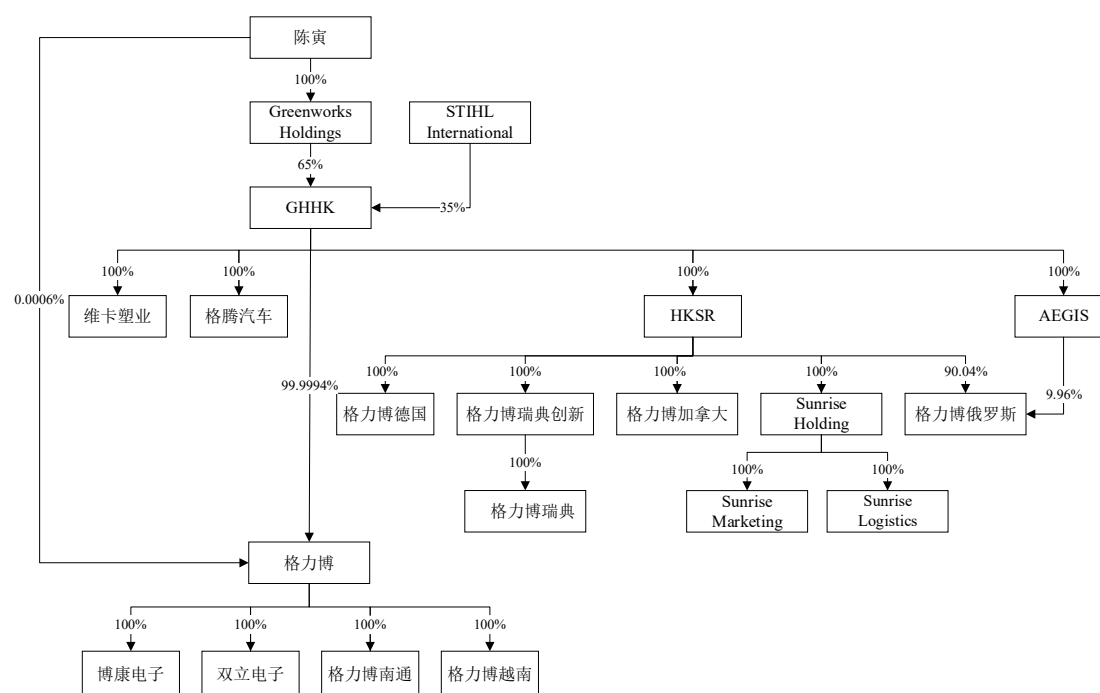 陈寅
100%
Greenworks
Holdings
STIHL
International
65%
GHHK
35%
100%
100%
100%
100%
0.0006%
维卡塑业
格腾汽车
HKSR
AEGIS
99.9994%
100%
100%
100%
100%
90.04%
9.96%
格力博德国
格力博瑞典创新
格力博加拿大
Sunrise
Holding
格力博俄罗斯
100%
100%
100%
格力博瑞典
Sunrise
Marketing
Sunrise
Logistics
格力博
100%
100%
100%
100%
博康电子
双立电子
格力博南通
格力博越南